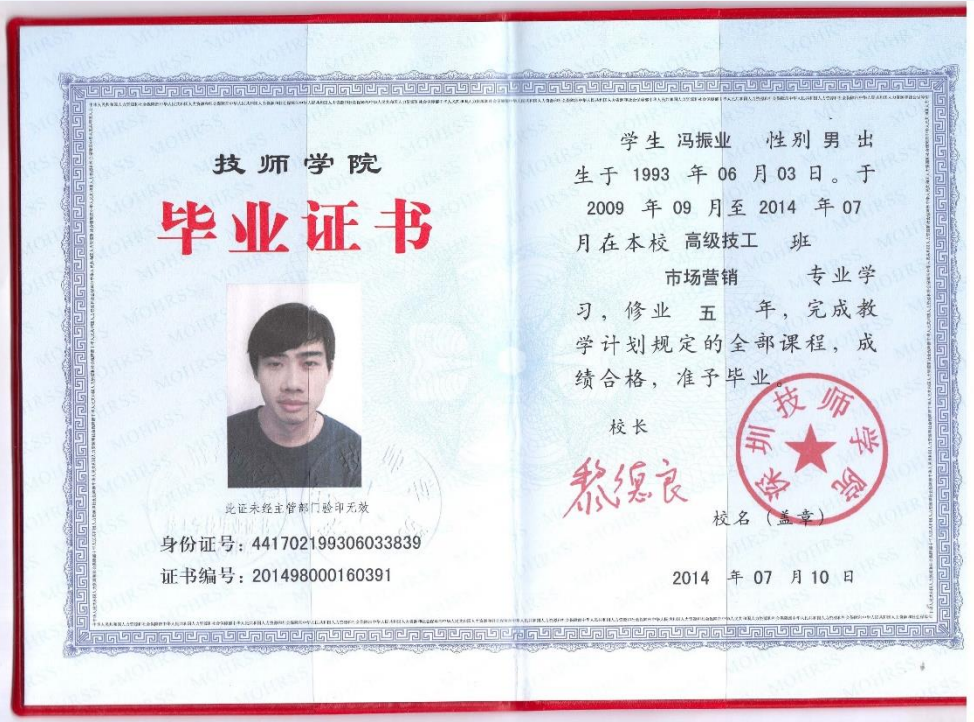 技师学院
毕业证书
此证未经主管部门验印无效
身份证号：441702199306033839
证书编号：201498000160391
学生 冯振业 性别 男 出
生于 1993 年 06 月 03 日。于
2009 年 09 月至 2014 年 07
月在本校 高级技工 班
市场营销 专业学
习，修业 五 年，完成教
学计划规定的全部课程，成
绩合格，准予毕业。
校长
黎德良
深圳技师学院
校名（盖章）
2014 年 07 月 10 日
MOHRSS